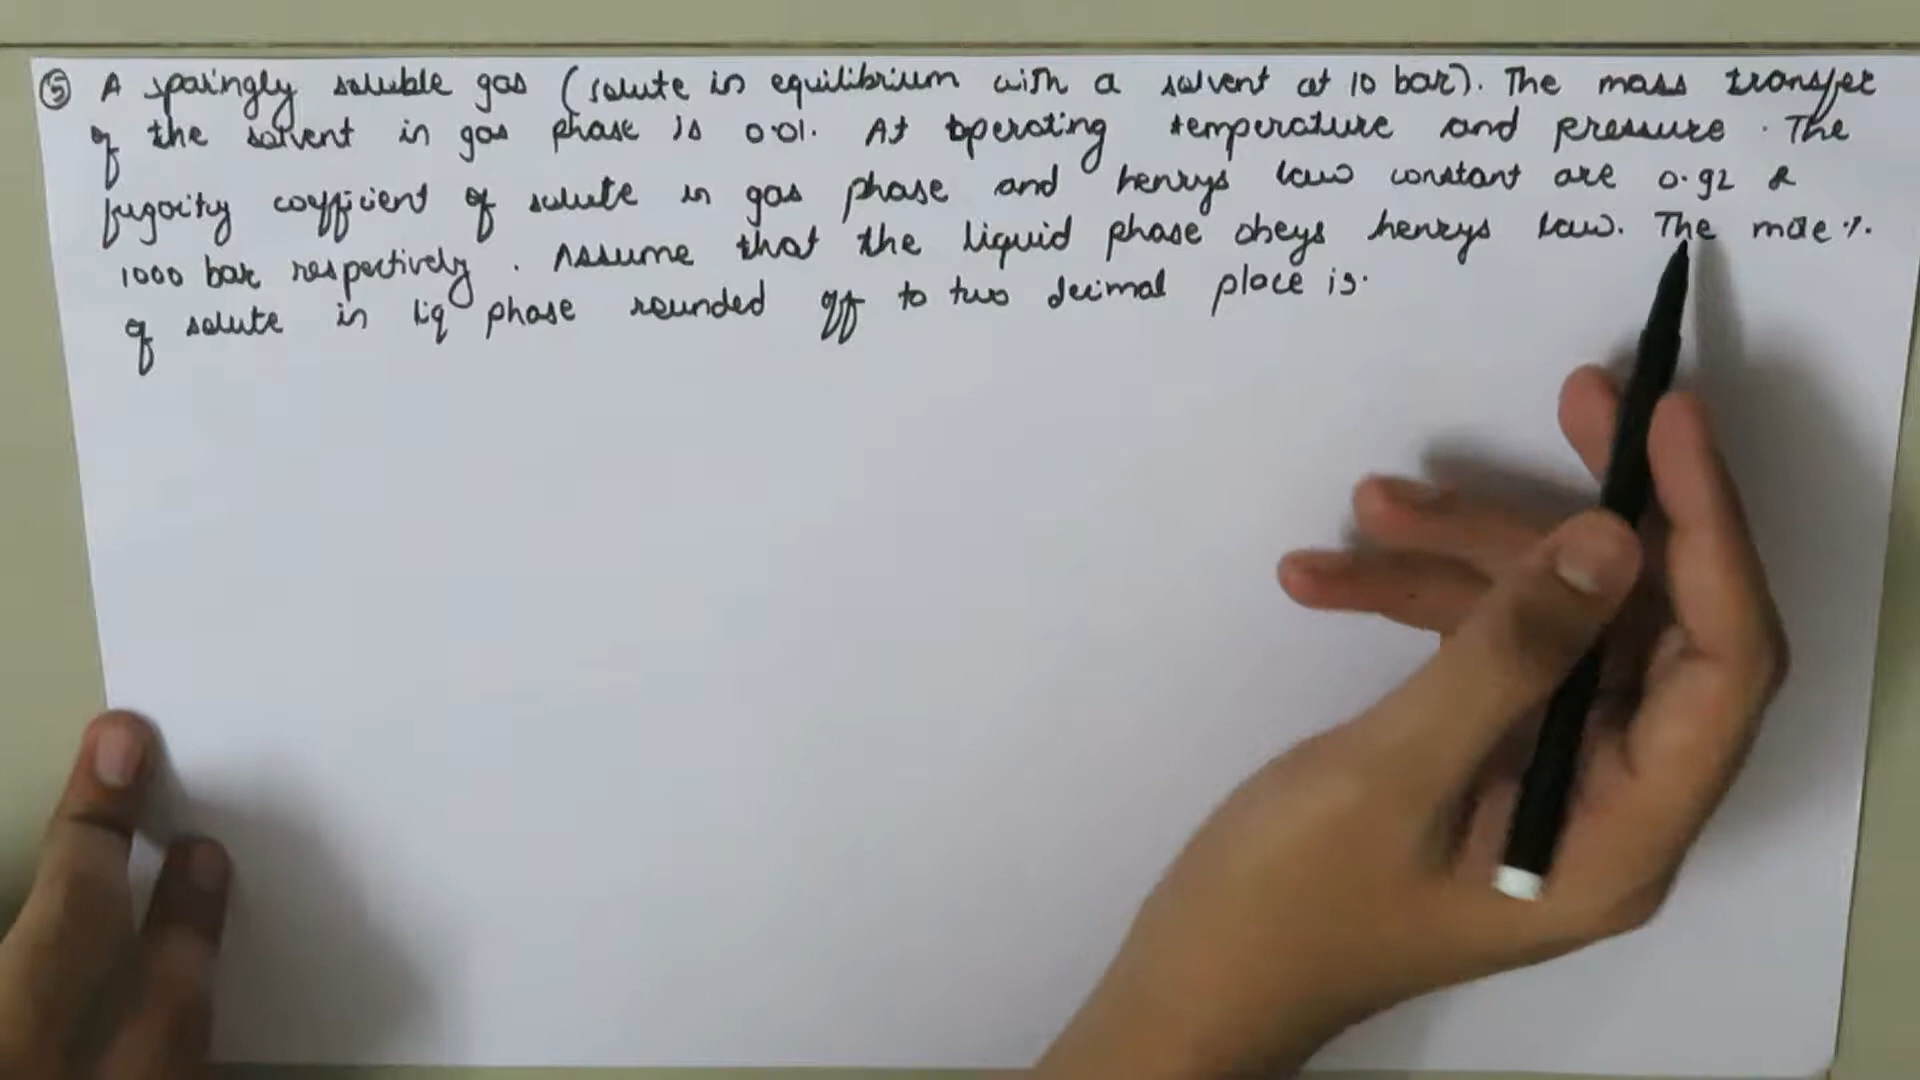 ⑤ A sparingly soluble gas (solute in equilibrium with a solvent at 10 bar). The mass transfer
of the solvent in gas phase is 0.01. At operating temperature and pressure. The
fugacity coefficient of solute in gas phase and henrys law constant are 0.92 &
1000 bar respectively. Assume that the liquid phase obeys henrys law. The mole %.
of solute in liq phase rounded off to two decimal place is.